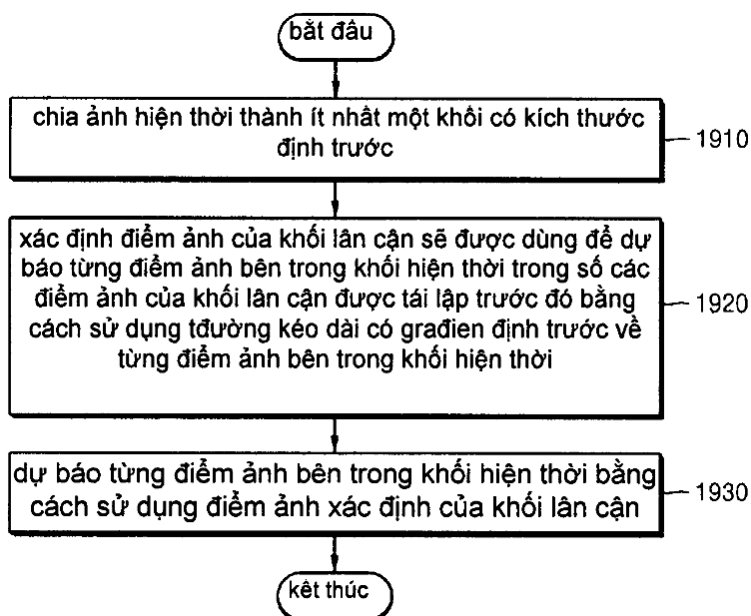 bắt đâu
chia ảnh hiện thời thành ít nhất một khối có kích thước
định trước
1910
xác định điểm ảnh của khối lân cận sẽ được dùng để dự
báo từng điểm ảnh bên trong khối hiện thời trong số các
điểm ảnh của khối lân cận được tái lập trước đó bằng
cách sử dụng tđường kéo dài có građien định trước về
từng điểm ảnh bên trong khối hiện thời
1920
dự báo từng điểm ảnh bên trong khối hiện thời bằng
cách sử dụng điểm ảnh xác định của khối lân cận
1930
kêt thúc